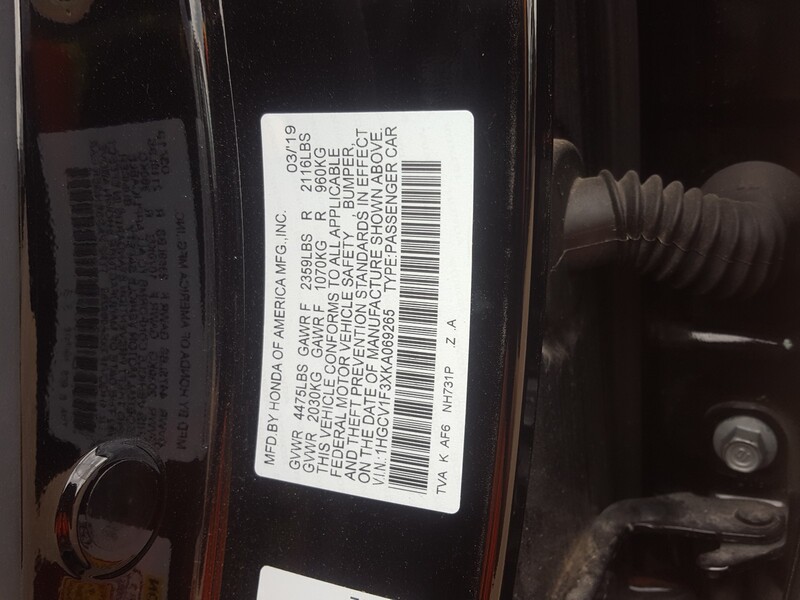 MFD.BY HONDA OF AMERICA MFG.,INC. 03/19
GVWR 4475LBS GAWR F 2359LBS R 2116LBS
GVWR 2030KG GAWR F 1070KG R 960KG
THIS VEHICLE CONFORMS TO ALL APPLICABLE
FEDERAL MOTOR VEHICLE SAFETY , BUMPER,
AND THEFT PREVENTION STANDARDS IN EFFECT
ON THE DATE OF MANUFACTURE SHOWN ABOVE.
V.I.N.:1HGCV1F3XKA069265 TYPE:PASSENGER CAR
TVA K AF6 NH731P .Z .A